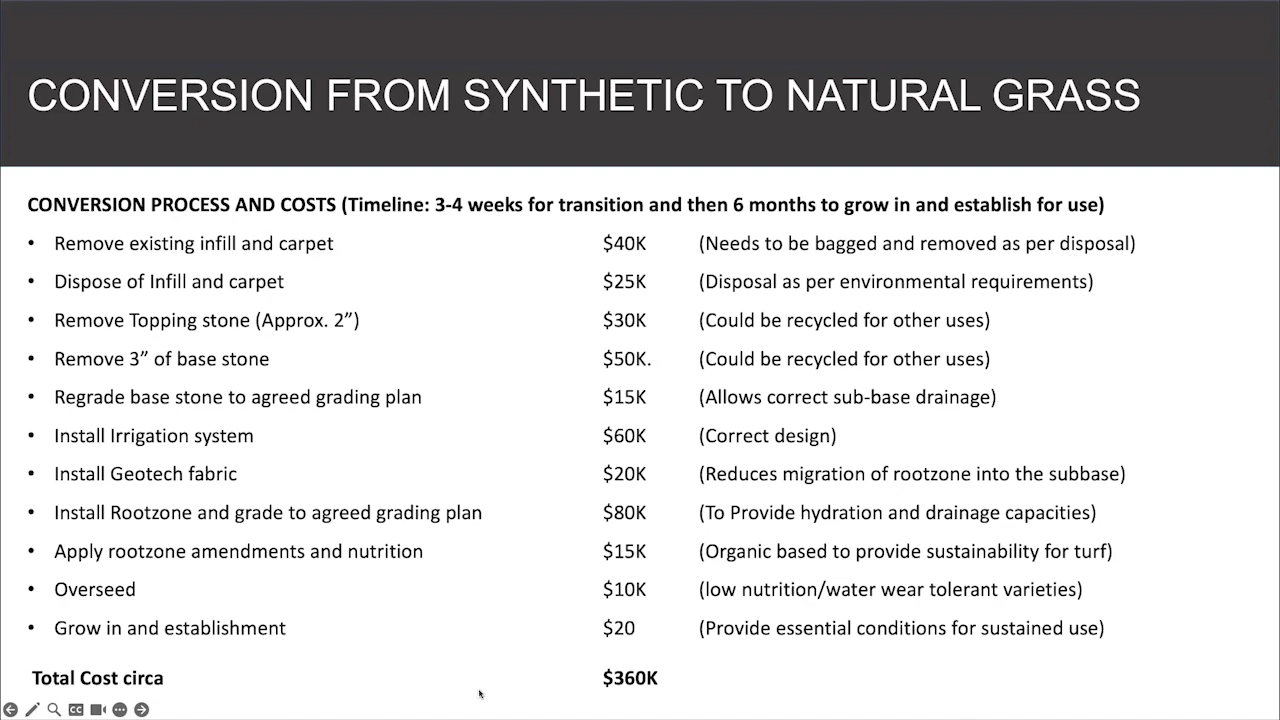 CONVERSION FROM SYNTHETIC TO NATURAL GRASS
CONVERSION PROCESS AND COSTS (Timeline: 3-4 weeks for transition and then 6 months to grow in and establish for use)
• Remove existing infill and carpet $40K (Needs to be bagged and removed as per disposal)
• Dispose of Infill and carpet $25K (Disposal as per environmental requirements)
• Remove Topping stone (Approx. 2”) $30K (Could be recycled for other uses)
• Remove 3” of base stone $50K. (Could be recycled for other uses)
• Regrade base stone to agreed grading plan $15K (Allows correct sub-base drainage)
• Install Irrigation system $60K (Correct design)
• Install Geotech fabric $20K (Reduces migration of rootzone into the subbase)
• Install Rootzone and grade to agreed grading plan $80K (To Provide hydration and drainage capacities)
• Apply rootzone amendments and nutrition $15K (Organic based to provide sustainability for turf)
• Overseed $10K (low nutrition/water wear tolerant varieties)
• Grow in and establishment $20 (Provide essential conditions for sustained use)
Total Cost circa $360K
CC